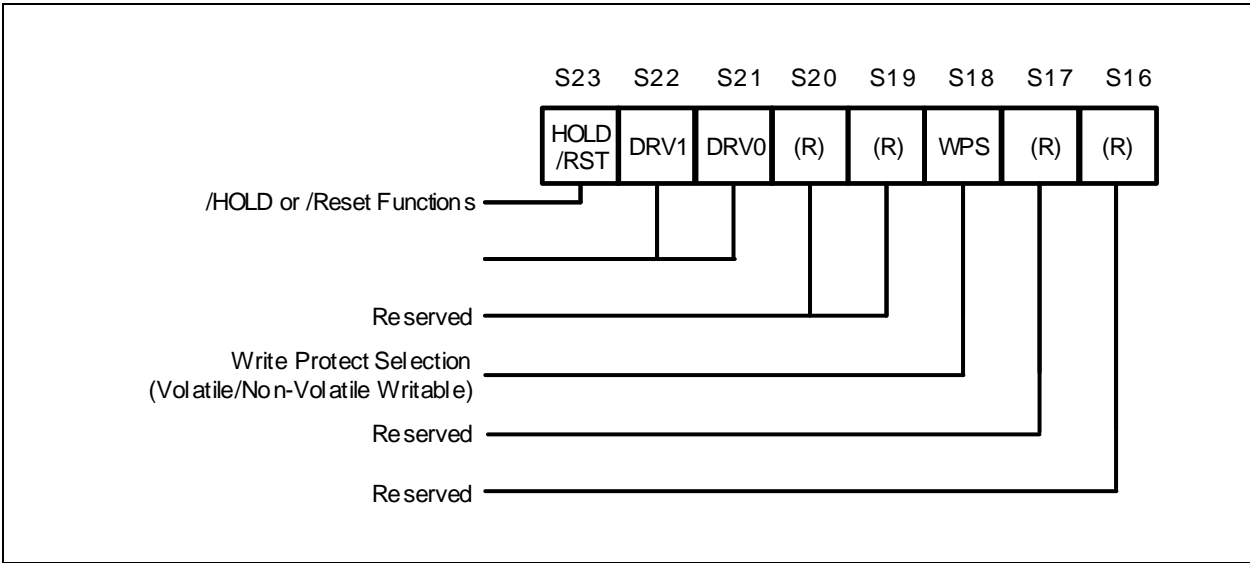 S23 S22 S21 S20 S19 S18 S17 S16
HOLD /RST DRV1 DRV0 (R) (R) WPS (R) (R)
/HOLD or /Reset Functions
Reserved
Write Protect Selection
(Volatile/Non-Volatile Writable)
Reserved
Reserved